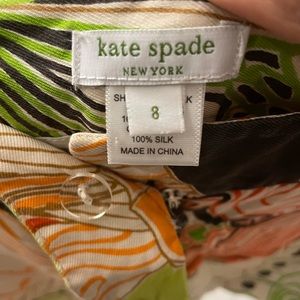 kate spade
NEW YORK
8
100% SILK
MADE IN CHINA